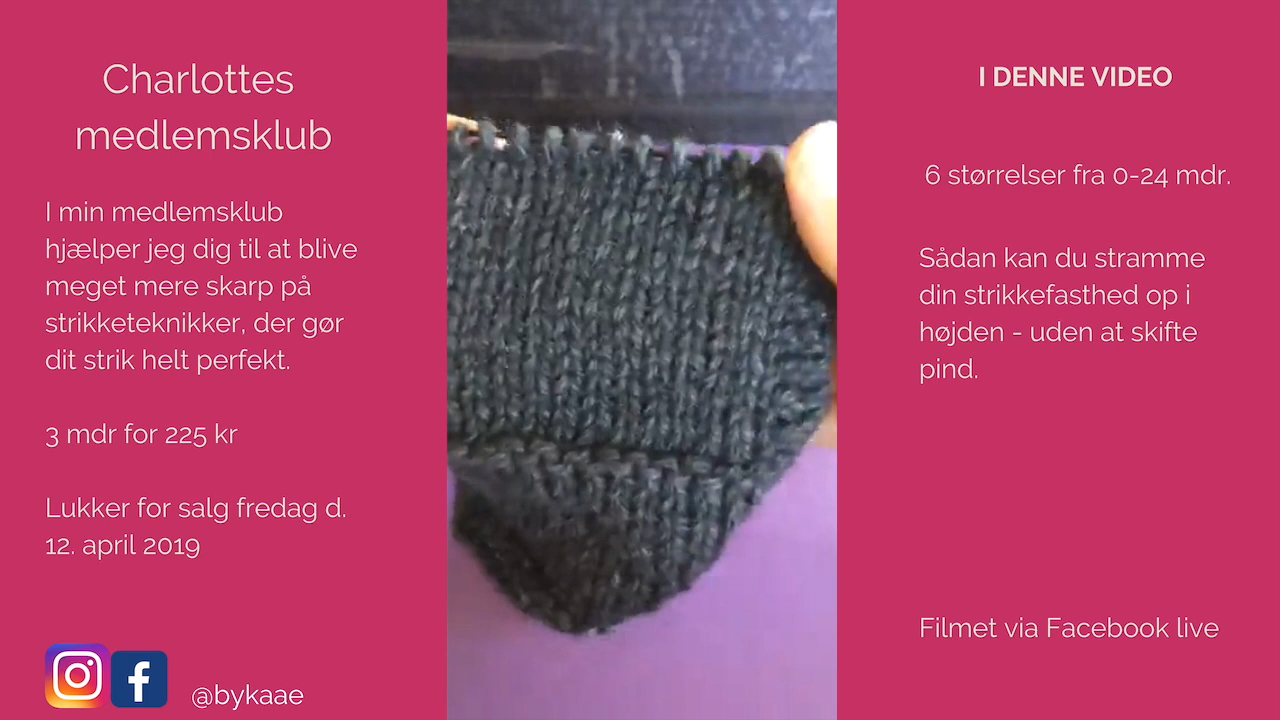 Charlottes
medlemsklub
I min medlemsklub
hjælper jeg dig til at blive
meget mere skarp på
strikketeknikker, der gør
dit strik helt perfekt.
3 mdr for 225 kr
Lukker for salg fredag d.
12. april 2019
@bykaae
I DENNE VIDEO
6 størrelser fra 0-24 mdr.
Sådan kan du stramme
din strikkefasthed op i
højden - uden at skifte
pind.
Filmet via Facebook live